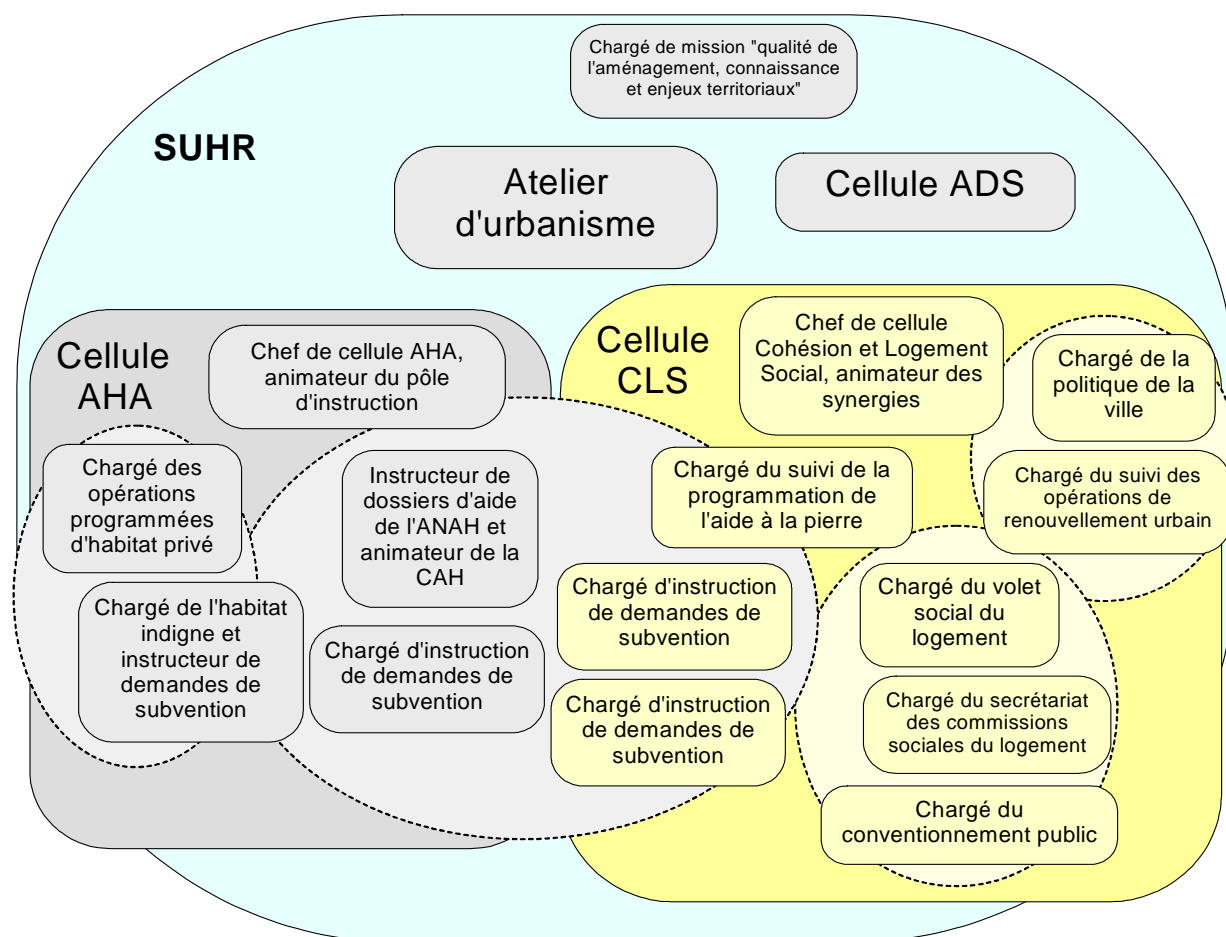 Chargé de mission "qualité de
l'aménagement, connaissance
et enjeux territoriaux"
SUHR
Atelier
d'urbanisme
Cellule ADS
Cellule
AHA
Chef de cellule AHA,
animateur du pôle
d'instruction
Chargé des
opérations
programmées
d'habitat privé
Instructeur de
dossiers d'aide
de l'ANAH et
animateur de la
CAH
Chargé de l'habitat
indigne et
instructeur de
demandes de
subvention
Chargé d'instruction
de demandes de
subvention
Cellule
CLS
Chef de cellule
Cohésion et Logement
Social, animateur des
synergies
Chargé de la
politique de la
ville
Chargé du suivi de la
programmation de
l'aide à la pierre
Chargé du suivi des
opérations de
renouvellement urbain
Chargé d'instruction
de demandes de
subvention
Chargé du volet
social du
logement
Chargé d'instruction
de demandes de
subvention
Chargé du secrétariat
des commissions
sociales du logement
Chargé du
conventionnement public